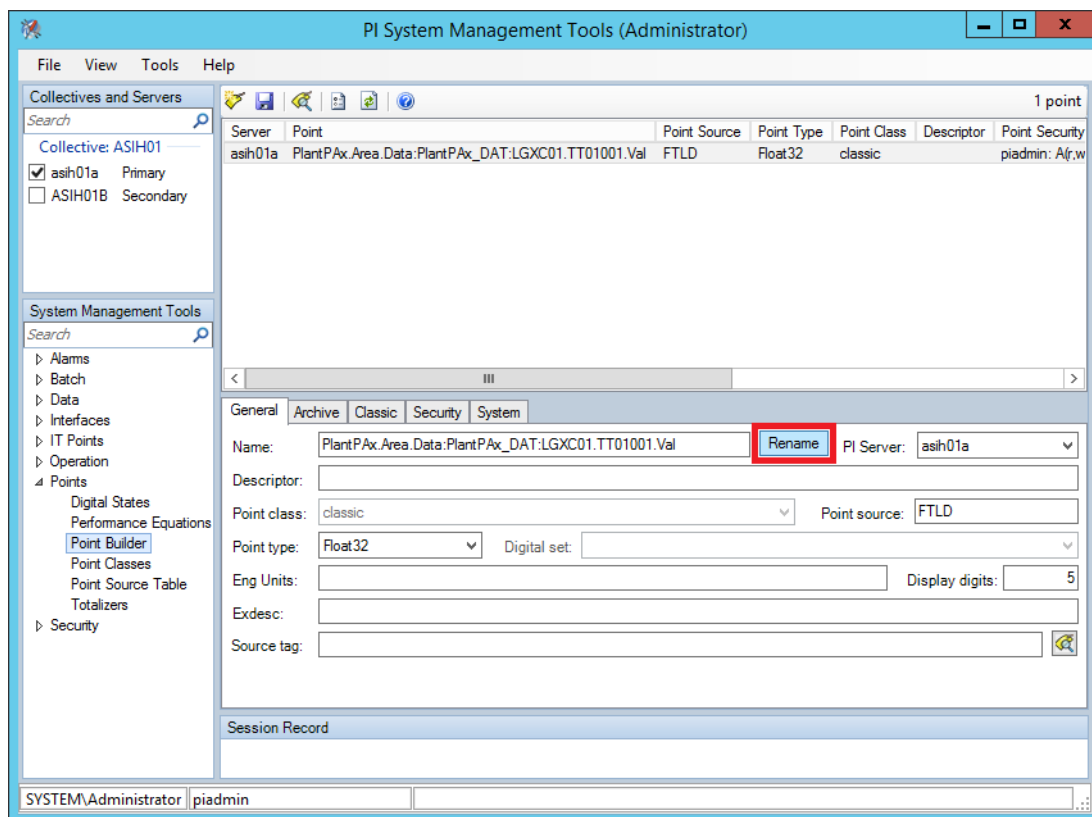 PI System Management Tools (Administrator)
File View Tools Help
Collectives and Servers
Search
Collective: ASIH01
asih01a Primary
ASIH01B Secondary
System Management Tools
Search
Alarms
Batch
Data
Interfaces
IT Points
Operation
Points
Digital States
Performance Equations
Point Builder
Point Classes
Point Source Table
Totalizers
Security
1 point
Server Point Point Source Point Type Point Class Descriptor Point Security
asih01a PlantPAx.Area.Data:PlantPAx_DAT:LGXC01.TT01001.Val FTLD Float32 classic piadmin: A(r,w
General Archive Classic Security System
Name: PlantPAx.Area.Data:PlantPAx_DAT:LGXC01.TT01001.Val Rename PI Server: asih01a
Descriptor:
Point class: classic Point source: FTLD
Point type: Float32 Digital set:
Eng Units: Display digits: 5
Exdesc:
Source tag:
Session Record
SYSTEM\Administrator piadmin